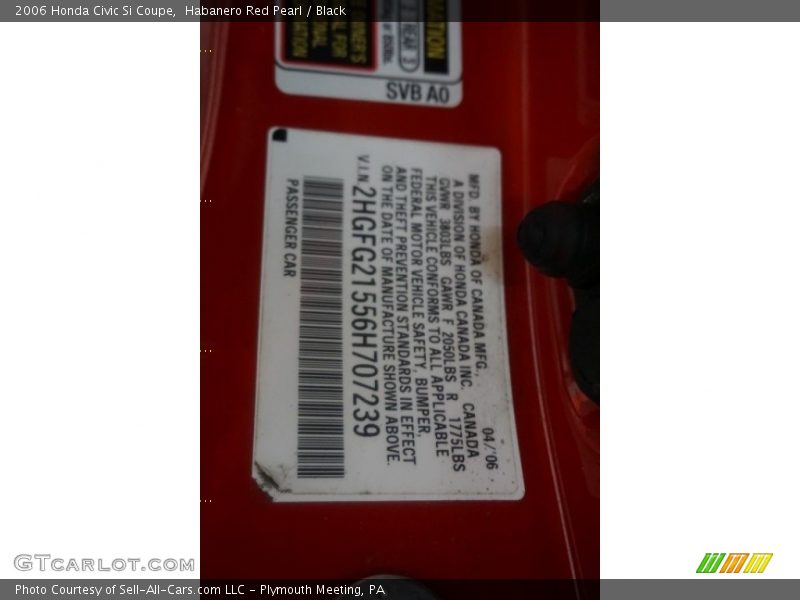 2006 Honda Civic Si Coupe, Habanero Red Pearl / Black
REAR 3
SVB A0
MFD. BY HONDA OF CANADA MFG., 04/'06
A DIVISION OF HONDA CANADA INC. CANADA
GVWR 3803LBS GAWR F 2050LBS R 1775LBS
THIS VEHICLE CONFORMS TO ALL APPLICABLE
FEDERAL MOTOR VEHICLE SAFETY, BUMPER,
AND THEFT PREVENTION STANDARDS IN EFFECT
ON THE DATE OF MANUFACTURE SHOWN ABOVE.
V.I.N. 2HGFG21556H707239
PASSENGER CAR
GTCARLOT.COM
Photo Courtesy of Sell-All-Cars.com LLC - Plymouth Meeting, PA